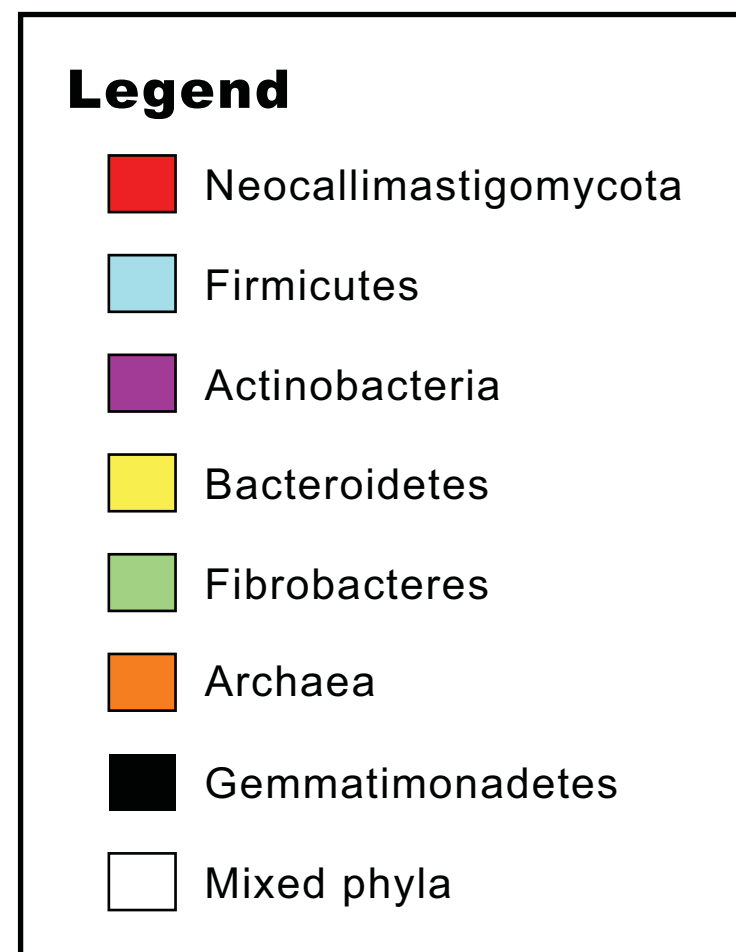 Legend
Neocallimastigomycota
Firmicutes
Actinobacteria
Bacteroidetes
Fibrobacteres
Archaea
Gemmatimonadetes
Mixed phyla